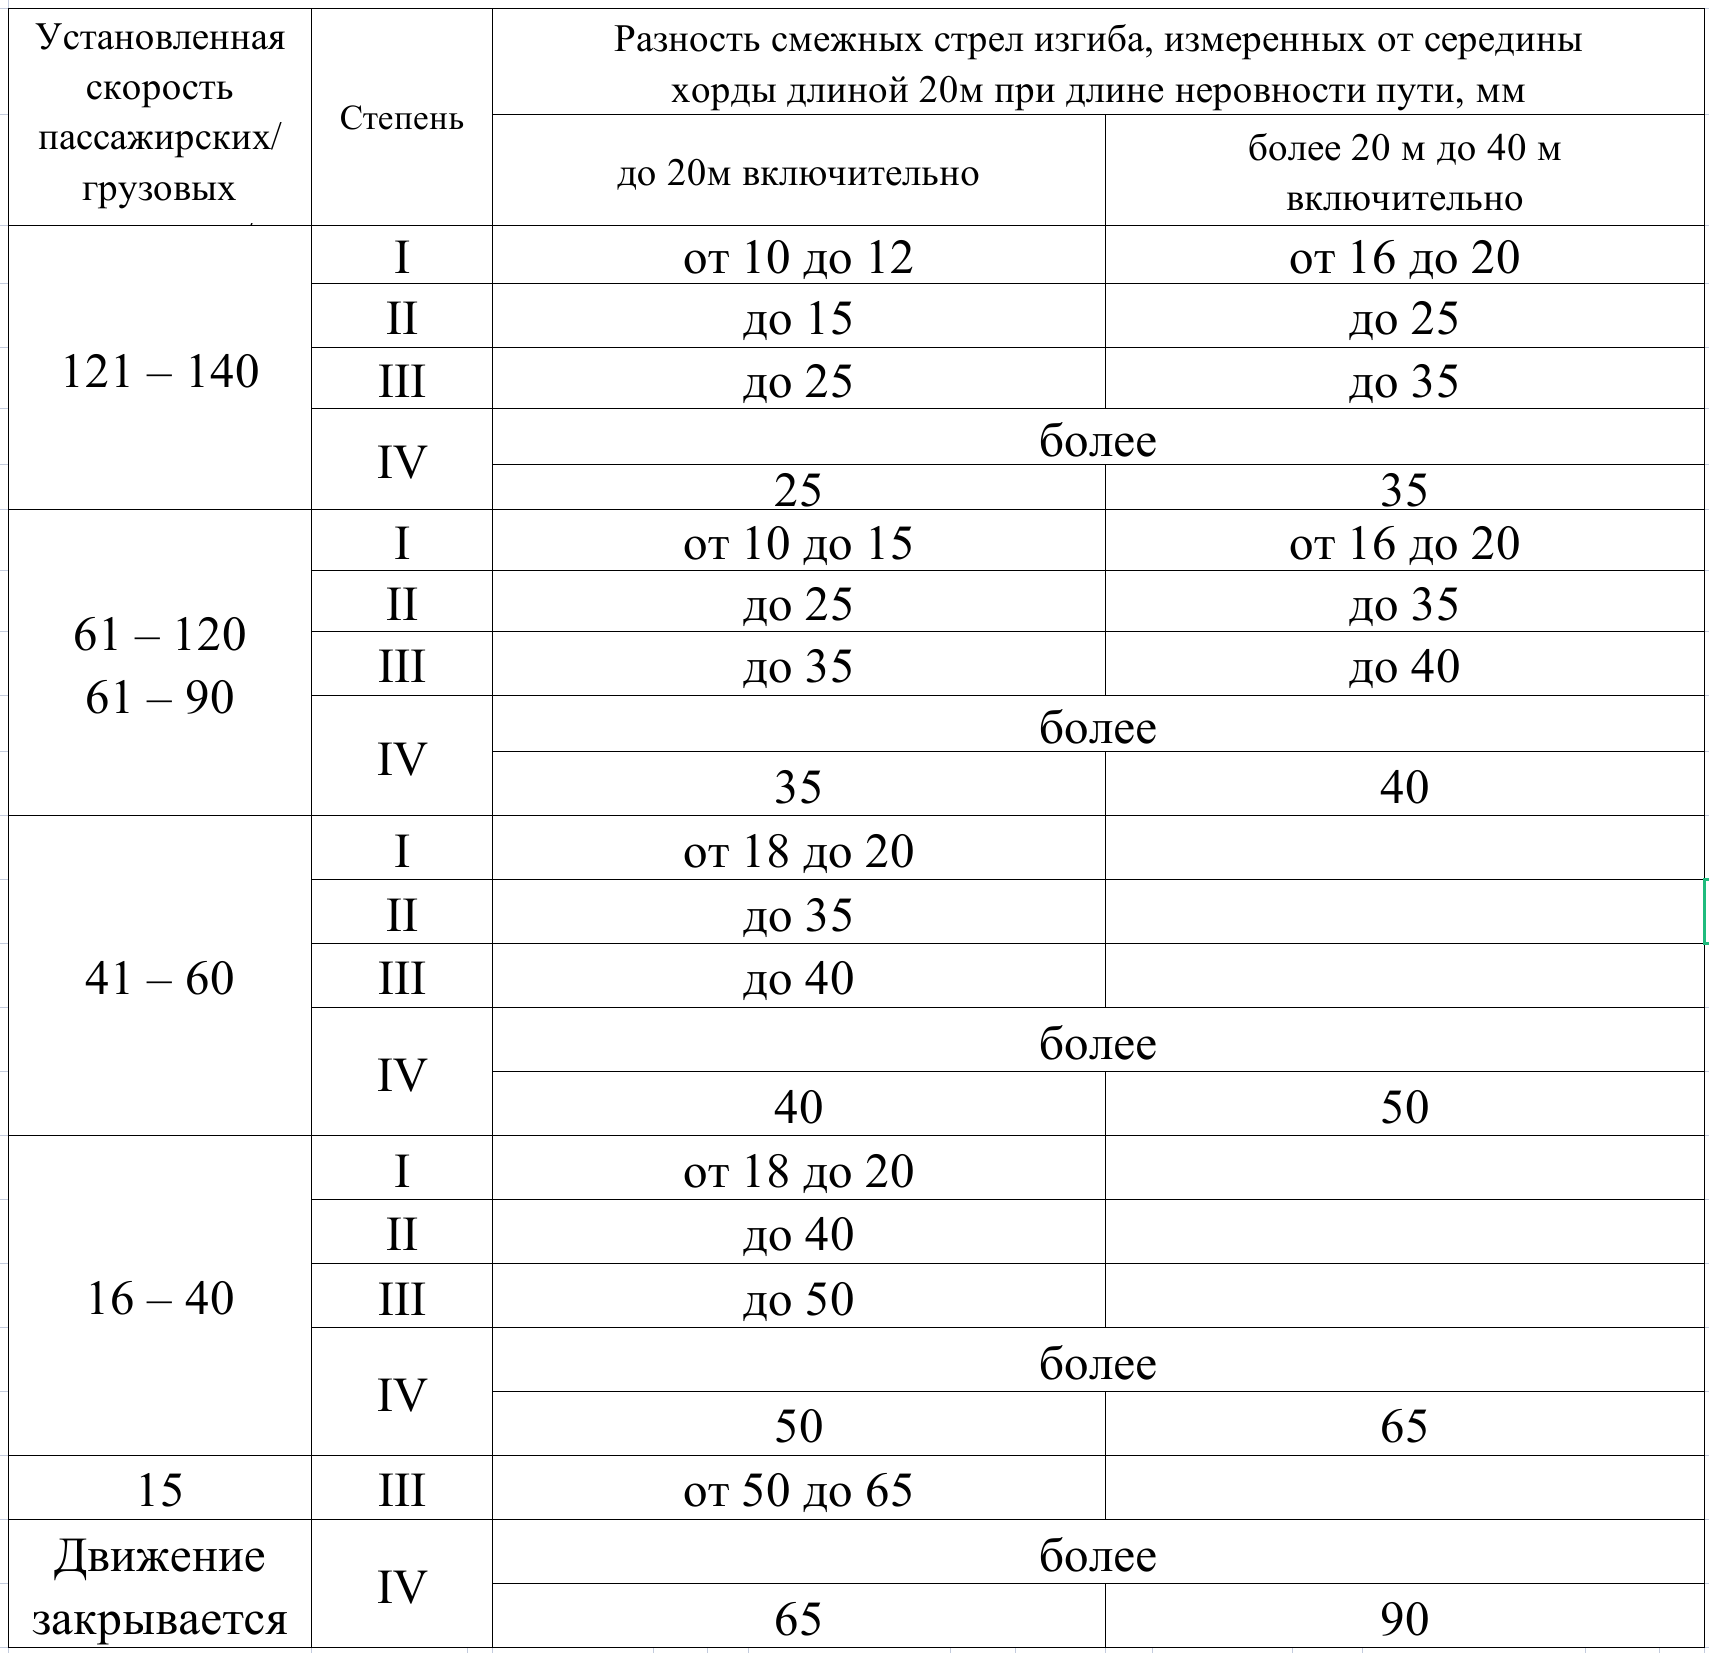 Установленная
скорость
пассажирских/
грузовых
Степень
Разность смежных стрел изгиба, измеренных от середины
хорды длиной 20м при длине неровности пути, мм
до 20м включительно
более 20 м до 40 м
включительно
121 – 140
I
от 10 до 12
от 16 до 20
II
до 15
до 25
III
до 25
до 35
IV
более
25
35
61 – 120
61 – 90
I
от 10 до 15
от 16 до 20
II
до 25
до 35
III
до 35
до 40
IV
более
35
40
41 – 60
I
от 18 до 20
II
до 35
III
до 40
IV
более
40
50
16 – 40
I
от 18 до 20
II
до 40
III
до 50
IV
более
50
65
15
III
от 50 до 65
Движение
закрывается
IV
более
65
90